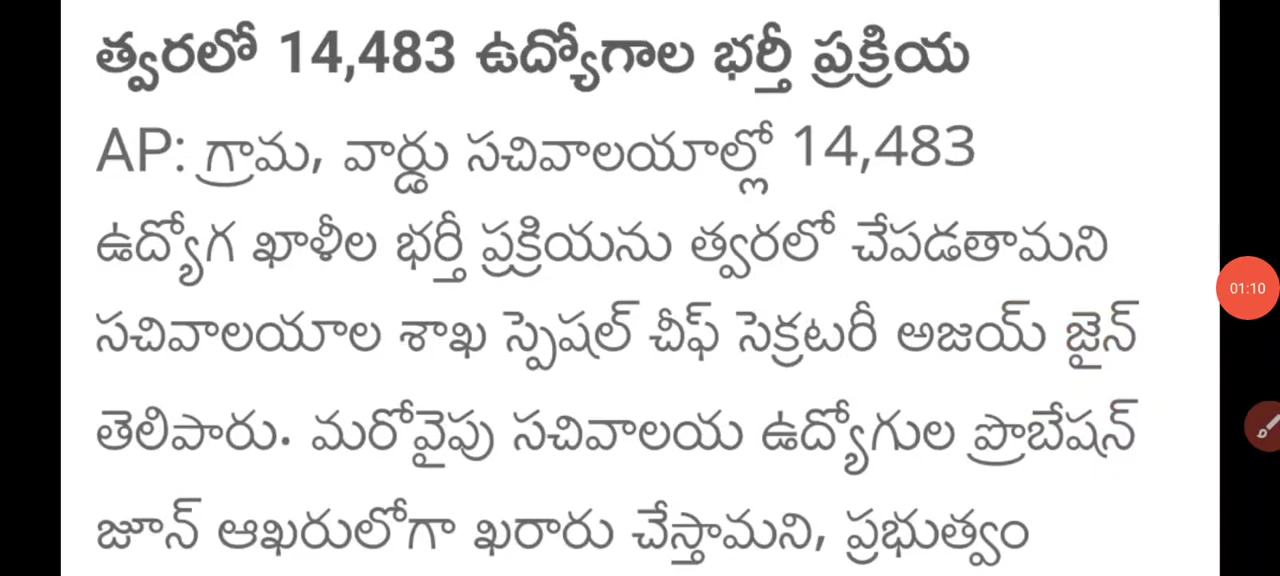 త్వరలో 14,483 ఉద్యోగాల భర్తీ ప్రక్రియ
AP: గ్రామ, వార్డు సచివాలయాల్లో 14,483
ఉద్యోగ ఖాళీల భర్తీ ప్రక్రియను త్వరలో చేపడతామని
సచివాలయాల శాఖ స్పెషల్ చీఫ్ సెక్రటరీ అజయ్ జైన్
తెలిపారు. మరోవైపు సచివాలయ ఉద్యోగుల ప్రొబేషన్
జూన్ ఆఖరులోగా ఖరారు చేస్తామని, ప్రభుత్వం
01:10